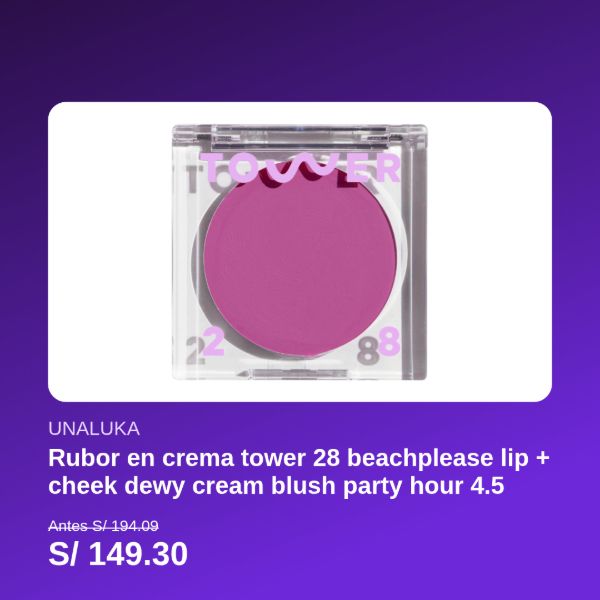 TOWER
28
UNALUKA
Rubor en crema tower 28 beachplease lip +
cheek dewy cream blush party hour 4.5
Antes S/ 194.09
S/ 149.30